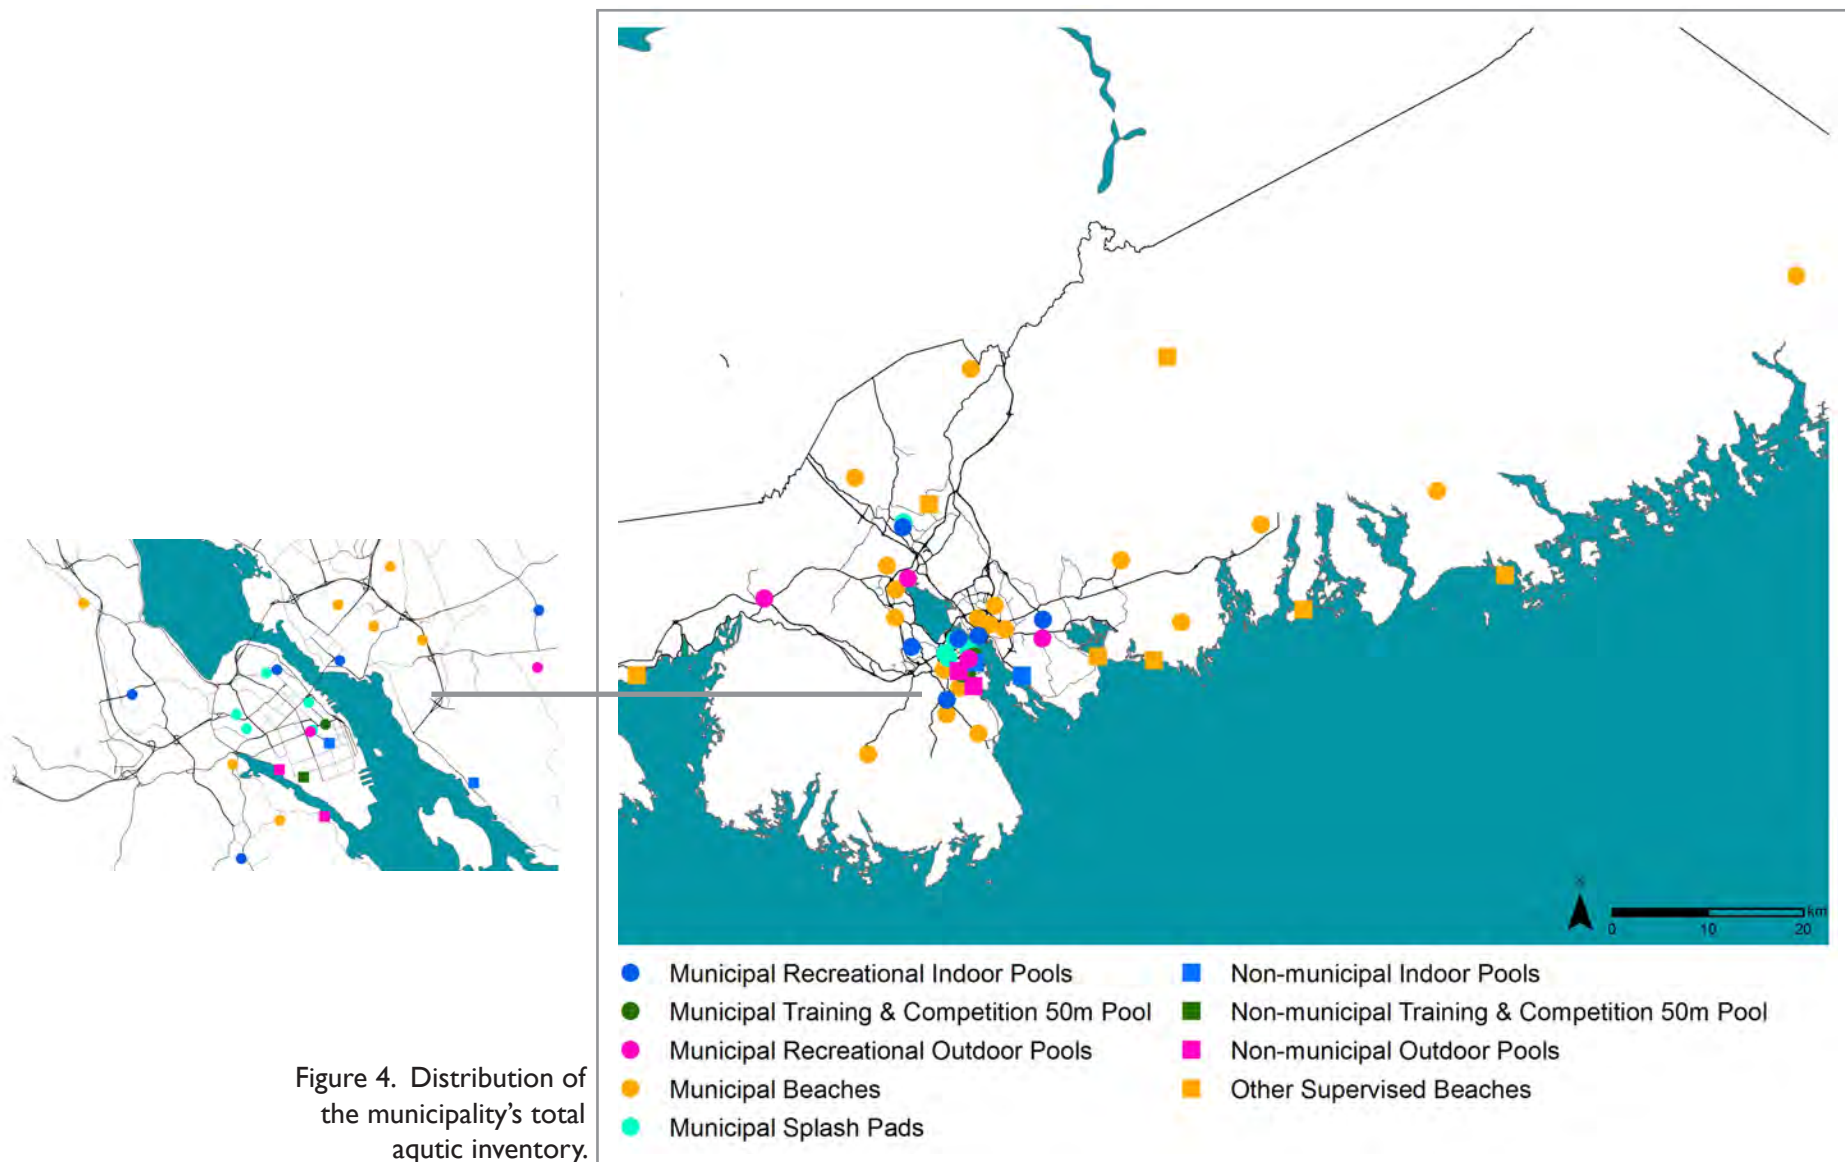 km
0 10 20
Municipal Recreational Indoor Pools
Municipal Training & Competition 50m Pool
Municipal Recreational Outdoor Pools
Municipal Beaches
Municipal Splash Pads
Non-municipal Indoor Pools
Non-municipal Training & Competition 50m Pool
Non-municipal Outdoor Pools
Other Supervised Beaches
Figure 4. Distribution of
the municipality's total
aqutic inventory.